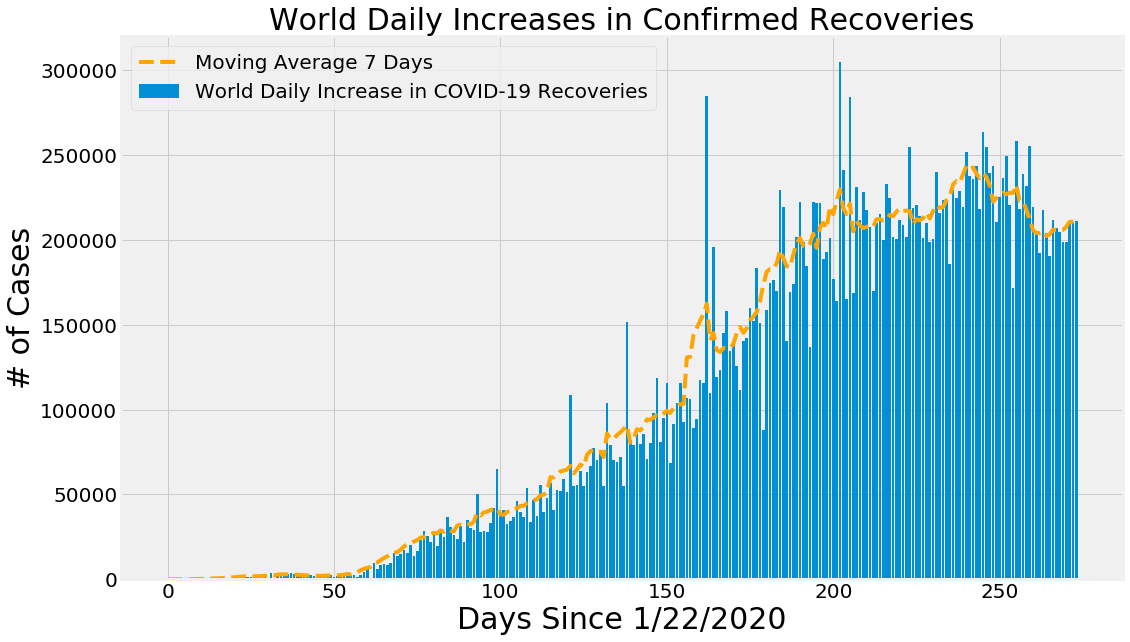 World Daily Increases in Confirmed Recoveries
Moving Average 7 Days
World Daily Increase in COVID-19 Recoveries
# of Cases
300000
250000
200000
150000
100000
50000
0
0 50 100 150 200 250
Days Since 1/22/2020